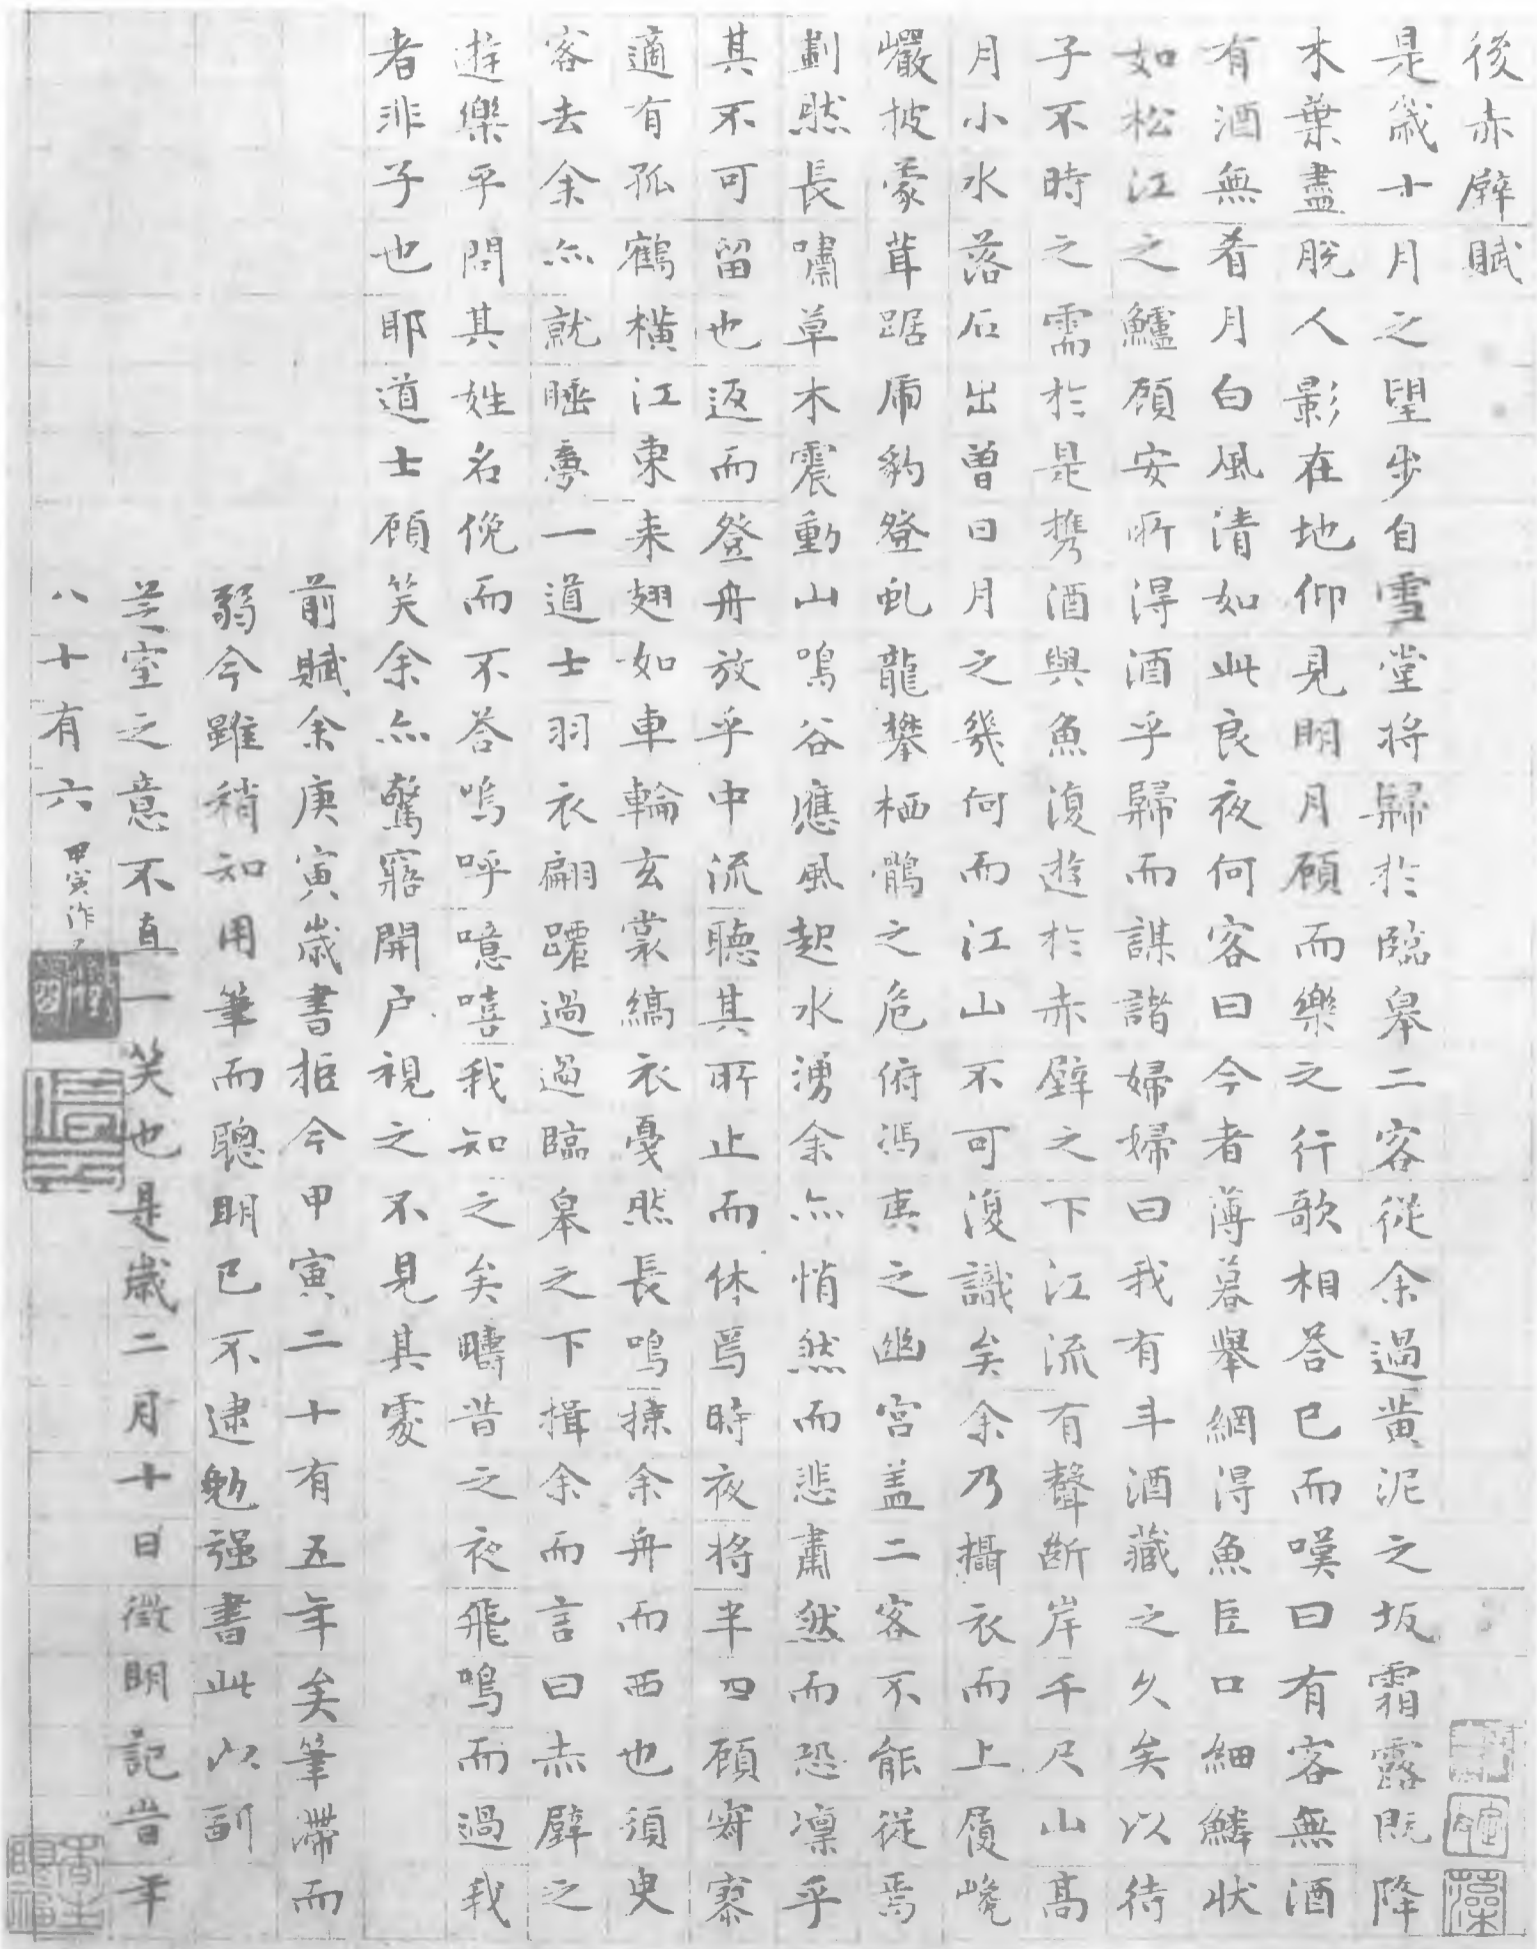 後赤壁賦
是歲十月之望步自雪堂將歸於臨皋二客從余過黃泥之坂霜露既降
木葉盡脫人影在地仰見明月顧而樂之行歌相答已而嘆曰有客無酒
有酒無肴月白風清如此良夜何客曰今者薄暮舉網得魚巨口細鱗狀
如松江之鱸顧安所得酒乎歸而謀諸婦婦曰我有斗酒藏之久矣以待
子不時之需於是携酒與魚復遊於赤壁之下江流有聲斷岸千尺山高
月小水落石出曾日月之幾何而江山不可復識矣余乃攝衣而上履巉
巖披蒙茸踞虎豹登虬龍攀栖鶻之危俯馮夷之幽宮盖二客不能從焉
劃然長嘯草木震動山鳴谷應風起水湧余亦悄然而悲肅然而恐凛乎
其不可留也返而登舟放乎中流聽其所止而休焉時夜將半四顧寂寥
適有孤鶴橫江東来翅如車輪玄裳縞衣戞然長鳴掠余舟而西也須臾
客去余亦就睡夢一道士羽衣翩躚過過臨皋之下揖余而言曰赤壁之
遊樂乎問其姓名俛而不答嗚呼噫嘻我知之矣疇昔之夜飛鳴而過我
者非子也耶道士顧笑余亦驚寤開户視之不見其處
前賦余庚寅歲書拒今甲寅二十有五年矣筆滯而
弱今雖稍知用筆而聰明已不逮勉强書此以副
芝室之意不直一笑也是歲二月十日徵明記昔年
八十有六 甲寅作